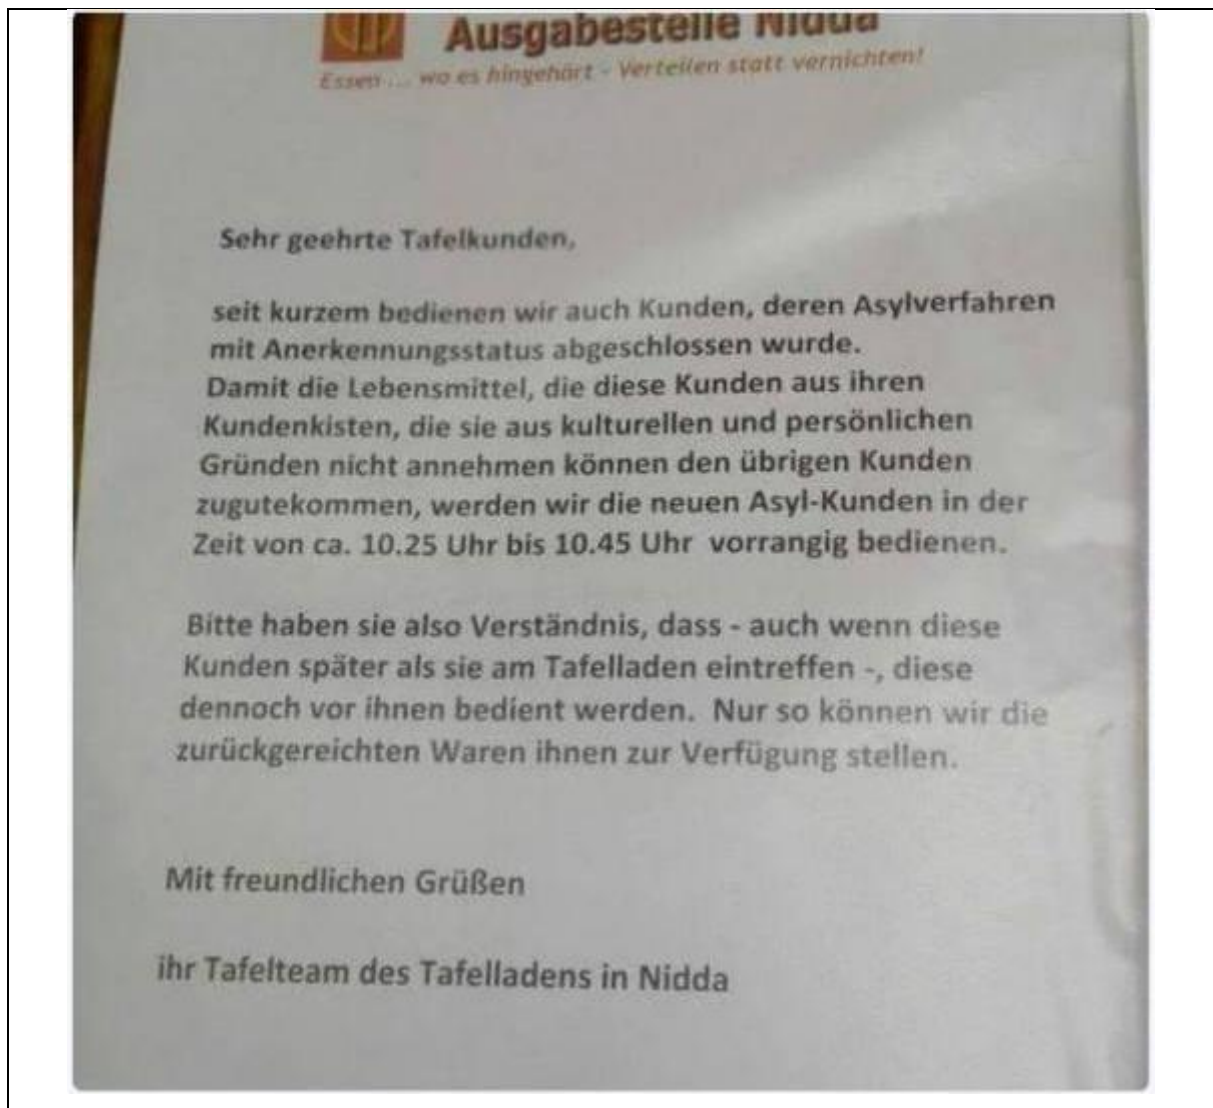 Ausgabestelle Nidda
Essen ... wo es hingehört - Verteilen statt vernichten!
Sehr geehrte Tafelkunden,
seit kurzem bedienen wir auch Kunden, deren Asylverfahren
mit Anerkennungsstatus abgeschlossen wurde.
Damit die Lebensmittel, die diese Kunden aus ihren
Kundenkisten, die sie aus kulturellen und persönlichen
Gründen nicht annehmen können den übrigen Kunden
zugutekommen, werden wir die neuen Asyl-Kunden in der
Zeit von ca. 10.25 Uhr bis 10.45 Uhr  vorrangig bedienen.
Bitte haben sie also Verständnis, dass - auch wenn diese
Kunden später als sie am Tafelladen eintreffen -, diese
dennoch vor ihnen bedient werden.  Nur so können wir die
zurückgereichten Waren ihnen zur Verfügung stellen.
Mit freundlichen Grüßen
ihr Tafelteam des Tafelladens in Nidda